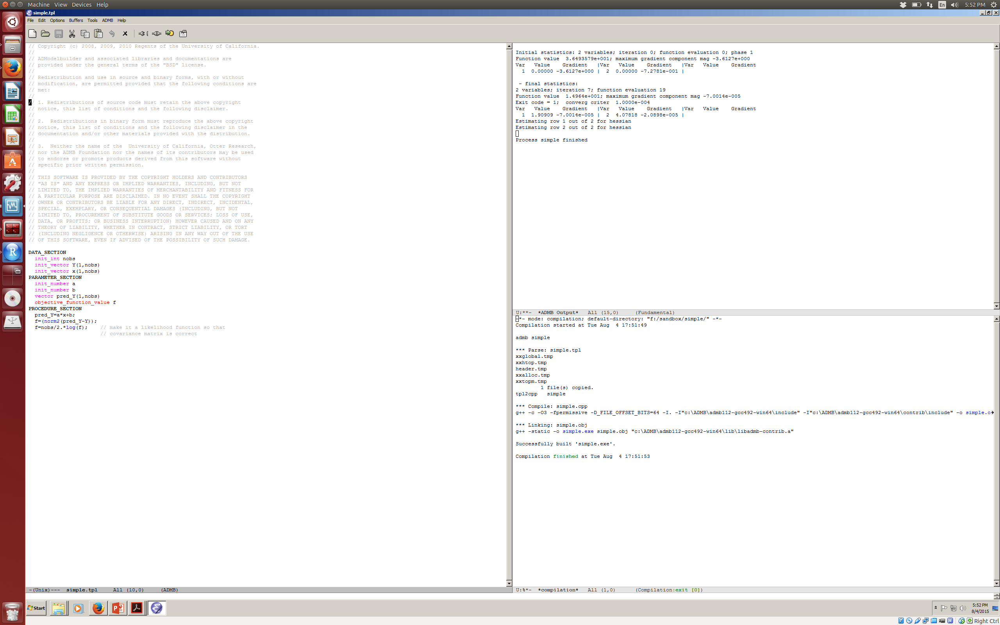 Machine View Devices Help
En 5:52 PM
simple.tpl
File Edit Options Buffers Tools ADMB Help
// Copyright (c) 2008, 2009, 2010 Regents of the University of California.
//
// ADModelbuilder and associated libraries and documentations are
// provided under the general terms of the "BSD" license.
//
// Redistribution and use in source and binary forms, with or without
// modification, are permitted provided that the following conditions are
// met:
//
// 1. Redistributions of source code must retain the above copyright
// notice, this list of conditions and the following disclaimer.
//
// 2.  Redistributions in binary form must reproduce the above copyright
// notice, this list of conditions and the following disclaimer in the
// documentation and/or other materials provided with the distribution.
//
// 3.  Neither the name of the  University of California, Otter Research,
// nor the ADMB Foundation nor the names of its contributors may be used
// to endorse or promote products derived from this software without
// specific prior written permission.
//
// THIS SOFTWARE IS PROVIDED BY THE COPYRIGHT HOLDERS AND CONTRIBUTORS
// "AS IS" AND ANY EXPRESS OR IMPLIED WARRANTIES, INCLUDING, BUT NOT
// LIMITED TO, THE IMPLIED WARRANTIES OF MERCHANTABILITY AND FITNESS FOR
// A PARTICULAR PURPOSE ARE DISCLAIMED. IN NO EVENT SHALL THE COPYRIGHT
// OWNER OR CONTRIBUTORS BE LIABLE FOR ANY DIRECT, INDIRECT, INCIDENTAL,
// SPECIAL, EXEMPLARY, OR CONSEQUENTIAL DAMAGES (INCLUDING, BUT NOT
// LIMITED TO, PROCUREMENT OF SUBSTITUTE GOODS OR SERVICES; LOSS OF USE,
// DATA, OR PROFITS; OR BUSINESS INTERRUPTION) HOWEVER CAUSED AND ON ANY
// THEORY OF LIABILITY, WHETHER IN CONTRACT, STRICT LIABILITY, OR TORT
// (INCLUDING NEGLIGENCE OR OTHERWISE) ARISING IN ANY WAY OUT OF THE USE
// OF THIS SOFTWARE, EVEN IF ADVISED OF THE POSSIBILITY OF SUCH DAMAGE.
DATA_SECTION
  init_int nobs
  init_vector Y(1,nobs)
  init_vector x(1,nobs)
PARAMETER_SECTION
  init_number a
  init_number b
  vector pred_Y(1,nobs)
  objective_function_value f
PROCEDURE_SECTION
  pred_Y=a*x+b;
  f=(norm2(pred_Y-Y));
  f=nobs/2.*log(f);    // make it a likelihood function so that
                       // covariance matrix is correct
-(Unix)---  simple.tpl     All (10,0)     (ADMB)
Initial statistics: 2 variables; iteration 0; function evaluation 0; phase 1
Function value  3.6493579e+001; maximum gradient component mag -3.6127e+000
Var   Value    Gradient   |Var   Value    Gradient   |Var   Value    Gradient
  1  0.00000 -3.6127e+000 |  2  0.00000 -7.2781e-001 |
 - final statistics:
2 variables; iteration 7; function evaluation 19
Function value  1.4964e+001; maximum gradient component mag -7.0014e-005
Exit code = 1;  converg criter  1.0000e-004
Var   Value    Gradient   |Var   Value    Gradient   |Var   Value    Gradient
  1  1.90909 -7.0014e-005 |  2  4.07818 -2.0898e-005 |
Estimating row 1 out of 2 for hessian
Estimating row 2 out of 2 for hessian
Process simple finished
U:**-  *ADMB Output*   All (15,0)     (Fundamental)
-*- mode: compilation; default-directory: "f:/sandbox/simple/" -*-
Compilation started at Tue Aug  4 17:51:49
admb simple
*** Parse: simple.tpl
xxglobal.tmp
xxhtop.tmp
header.tmp
xxalloc.tmp
xxtopm.tmp
        1 file(s) copied.
tpl2cpp   simple
*** Compile: simple.cpp
g++ -c -O3 -fpermissive -D_FILE_OFFSET_BITS=64 -I. -I"c:\ADMB\admb112-gcc492-win64\include" -I"c:\ADMB\admb112-gcc492-win64\contrib\include" -o simple.o
*** Linking: simple.obj
g++ -static -o simple.exe simple.obj "c:\ADMB\admb112-gcc492-win64\lib\libadmb-contrib.a"
Successfully built 'simple.exe'.
Compilation finished at Tue Aug  4 17:51:53
U:%*-  *compilation*   All (1,0)      (Compilation:exit [0])
Start
5:52 PM
8/4/2015
Right Ctrl